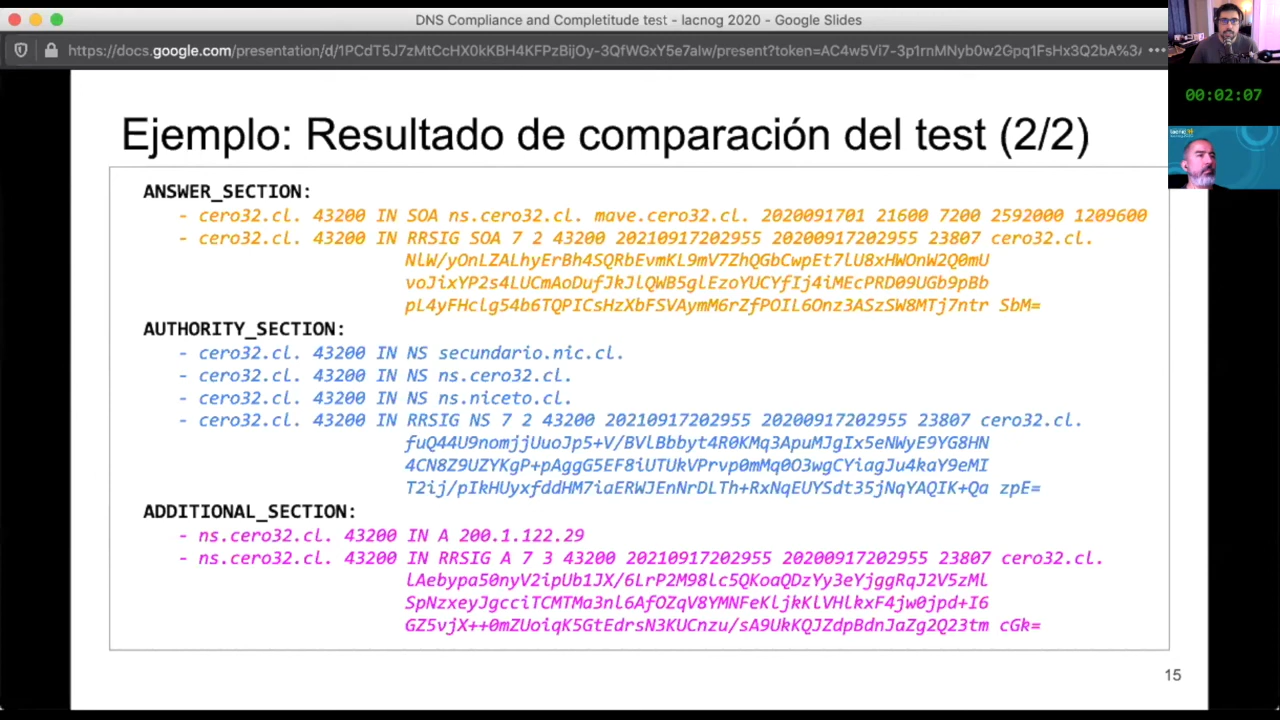 DNS Compliance and Completitude test - lacnog 2020 - Google Slides
https://docs.google.com/presentation/d/1PCdT5J7zMtCcHX0kKBH4KFPzBijOy-3QfWGxY5e7alw/present?token=AC4w5Vi7-3p1rnMNyb0w2Gpq1FsHx3Q2bA%3A
00:02:07
Ejemplo: Resultado de comparación del test (2/2)
ANSWER_SECTION:
- cero32.cl. 43200 IN SOA ns.cero32.cl. mave.cero32.cl. 2020091701 21600 7200 2592000 1209600
- cero32.cl. 43200 IN RRSIG SOA 7 2 43200 20210917202955 20200917202955 23807 cero32.cl.
NlW/yOnLZALhyErBh4SQRbEvmKL9mV7ZhQGbCwpEt7lU8xHWOnW2Q0mU
voJixYP2s4LUCmAoDufJkJlQWB5glEzoYUCYfIj4iMEcPRD09UGb9pBb
pL4yFHclg54b6TQPICsHzXbFSVAymM6rZfPOIL6Onz3ASzSW8MTj7ntr SbM=
AUTHORITY_SECTION:
- cero32.cl. 43200 IN NS secundario.nic.cl.
- cero32.cl. 43200 IN NS ns.cero32.cl.
- cero32.cl. 43200 IN NS ns.niceto.cl.
- cero32.cl. 43200 IN RRSIG NS 7 2 43200 20210917202955 20200917202955 23807 cero32.cl.
fuQ44U9nomjjUuoJp5+V/BVlBbbyt4R0KMq3ApuMJgIx5eNWyE9YG8HN
4CN8Z9UZYKgP+pAggG5EF8iUTUkVPrvp0mMq0O3wgCYiagJu4kaY9eMI
T2ij/pIkHUyxfddHM7iaERWJEnNrDLTh+RxNqEUYSdt35jNqYAQIK+Qa zpE=
ADDITIONAL_SECTION:
- ns.cero32.cl. 43200 IN A 200.1.122.29
- ns.cero32.cl. 43200 IN RRSIG A 7 3 43200 20210917202955 20200917202955 23807 cero32.cl.
lAebypa50nyV2ipUb1JX/6LrP2M98lc5QKoaQDzYy3eYjggRqJ2V5zMl
SpNzxeyJgcciTCMTMa3nl6AfOZqV8YMNFeKljkKlVHlkxF4jw0jpd+I6
GZ5vjX++0mZUoiqK5GtEdrsN3KUCnzu/sA9UkKQJZdpBdnJaZg2Q23tm cGk=
15